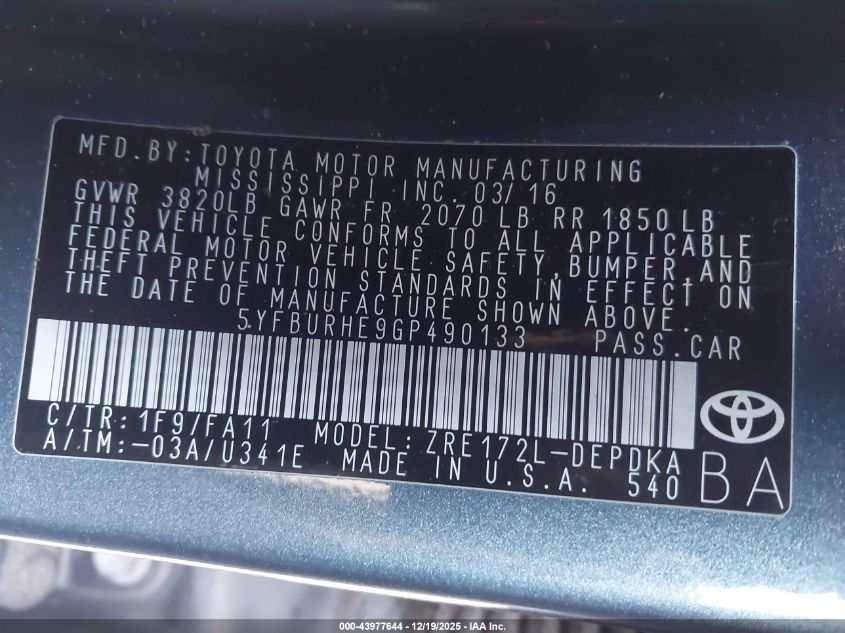 MFD.BY:TOYOTA MOTOR MANUFACTURING
MISSISSIPPI INC. 03/16
GVWR 3820LB GAWR FR 2070 LB RR 1850LB
THIS VEHICLE CONFORMS TO ALL APPLICABLE
FEDERAL MOTOR VEHICLE SAFETY,BUMPER,AND
THEFT PREVENTION STANDARDS IN EFFECT ON
THE DATE OF MANUFACTURE SHOWN ABOVE.
5YFBURHE9GP490133 PASS.CAR
C/TR:1F9/FA11 MODEL:ZRE172L-DEPDKA
A/TM:-03A/U341E MADE IN U.S.A. 540
BA
000-43977644 - 12/19/2025 - IAA Inc.